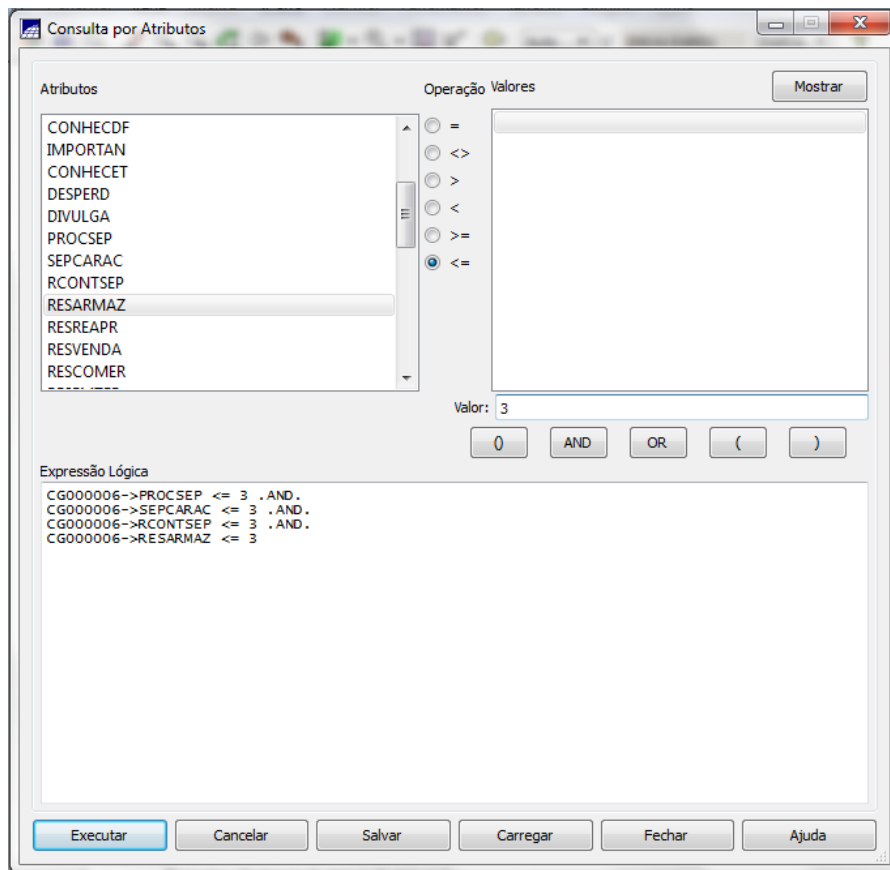 Consulta por Atributos
Atributos
Operação
Valores
Mostrar
CONHECDF
IMPORTAN
CONHECET
DESPERD
DIVULGA
PROCSEP
SEPCARAC
RCONTSEP
RESARMAZ
RESREAPR
RESVENDA
RESCOMER
=
<>
>
<
>=
<=
Valor: 3
() AND OR ( )
Expressão Lógica
CG000006->PROCSEP <= 3 .AND.
CG000006->SEPCARAC <= 3 .AND.
CG000006->RCONTSEP <= 3 .AND.
CG000006->RESARMAZ <= 3
Executar Cancelar Salvar Carregar Fechar Ajuda